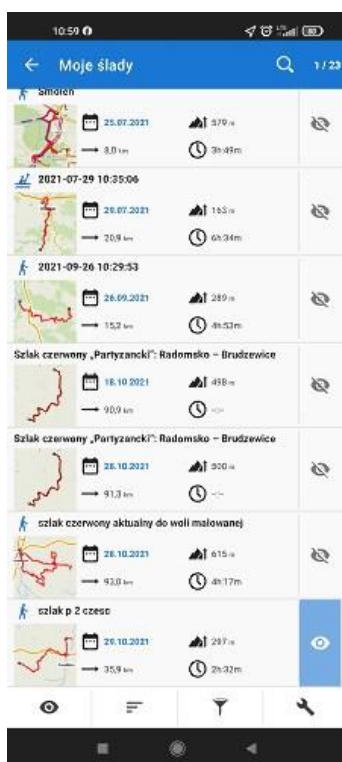 10:59
Moje ślady 1/23
Smoleń
25.07.2021 579 m
8,0 km 3h:49m
2021-07-29 10:35:06
29.07.2021 163 m
20,9 km 6h:34m
2021-09-26 10:29:53
26.09.2021 289 m
15,2 km 4h:53m
Szlak czerwony „Partyzancki”: Radomsko – Brudzewice
18.10.2021 498 m
90,9 km -:-
Szlak czerwony „Partyzancki”: Radomsko – Brudzewice
28.10.2021 500 m
91,3 km -:-
szlak czerwony aktualny do woli malowanej
28.10.2021 615 m
93,0 km 4h:17m
szlak p 2 czesc
29.10.2021 297 m
35,9 km 2h:32m